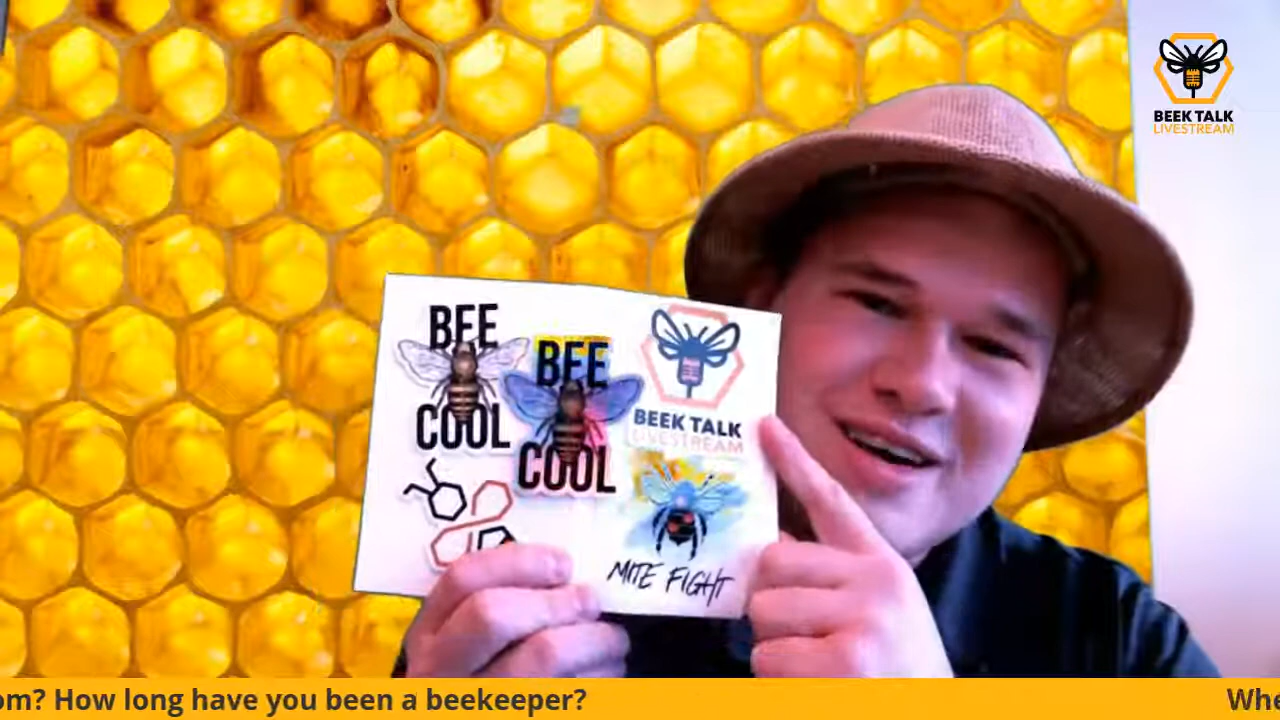 BEEK TALK
LIVESTREAM
BEE
COOL
BEE
COOL
BEEK TALK
LIVESTREAM
MITE FIGHT
om? How long have you been a beekeeper?
Whe